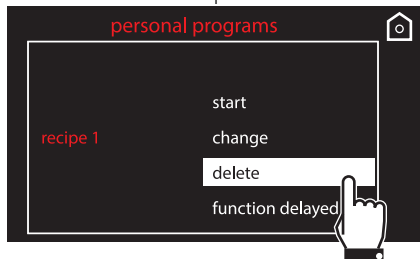 personal programs
start
recipe 1
change
delete
function delayed